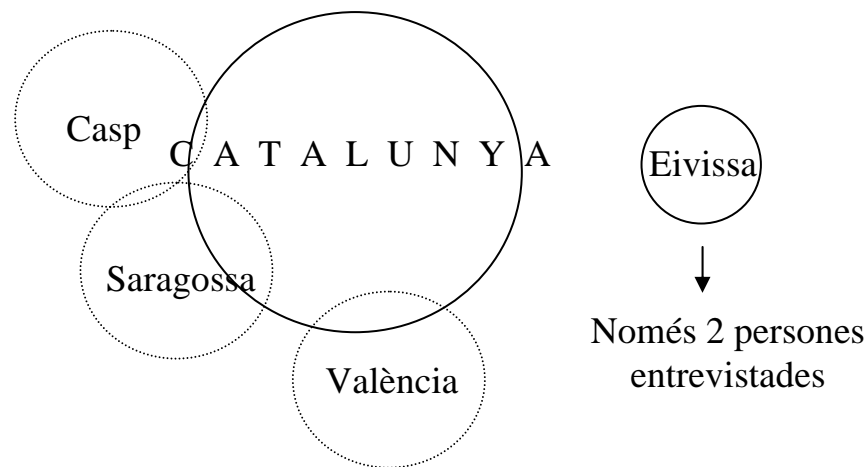 Casp
C A T A L U N Y A
Eivissa
Saragossa
Només 2 persones
entrevistades
València